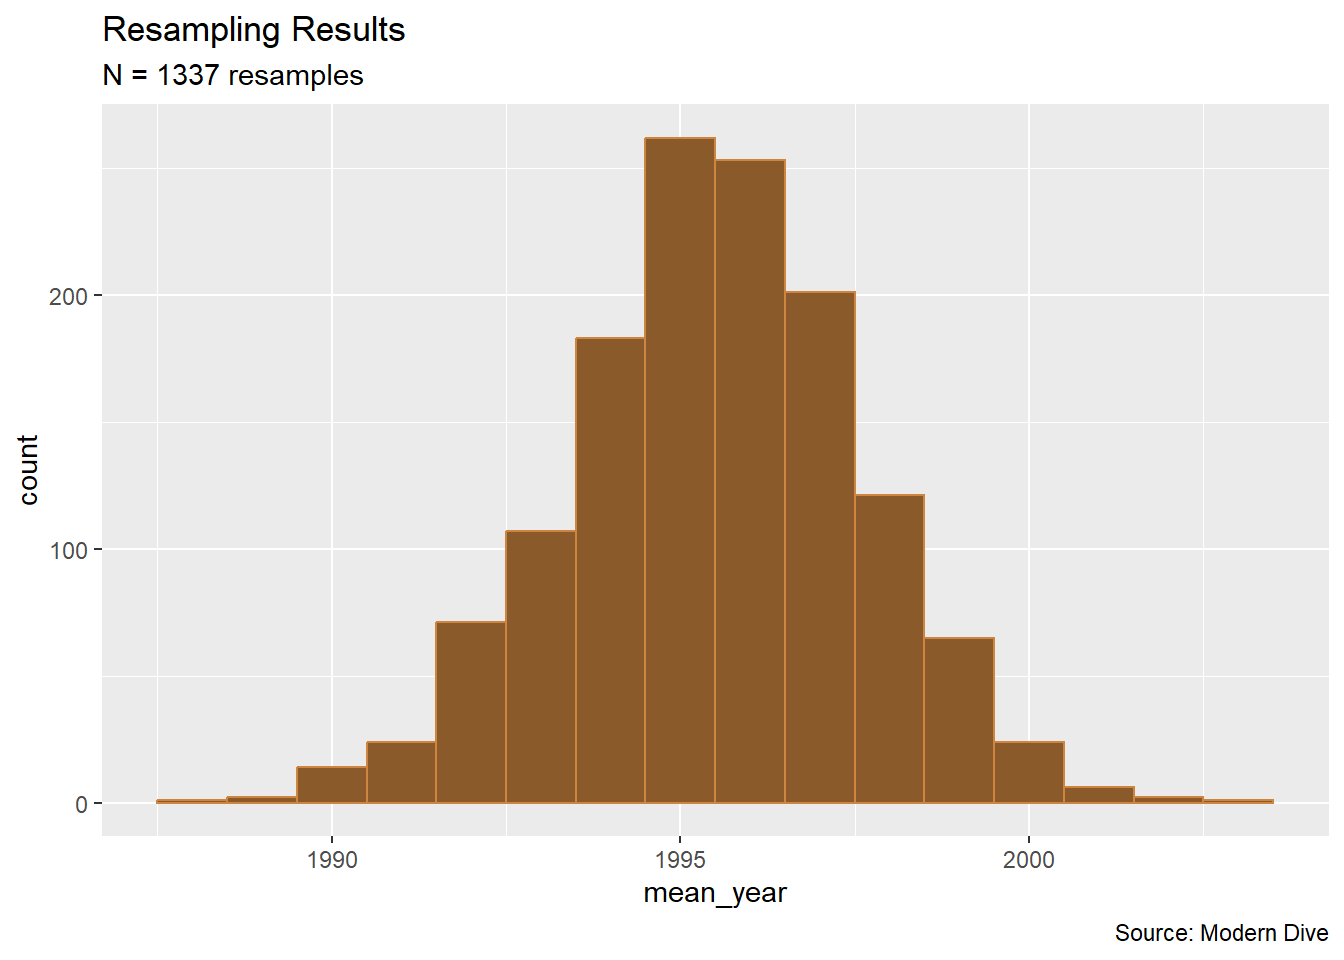 Resampling Results
N = 1337 resamples
200
100
0
count
1990
1995
2000
mean_year
Source: Modern Dive